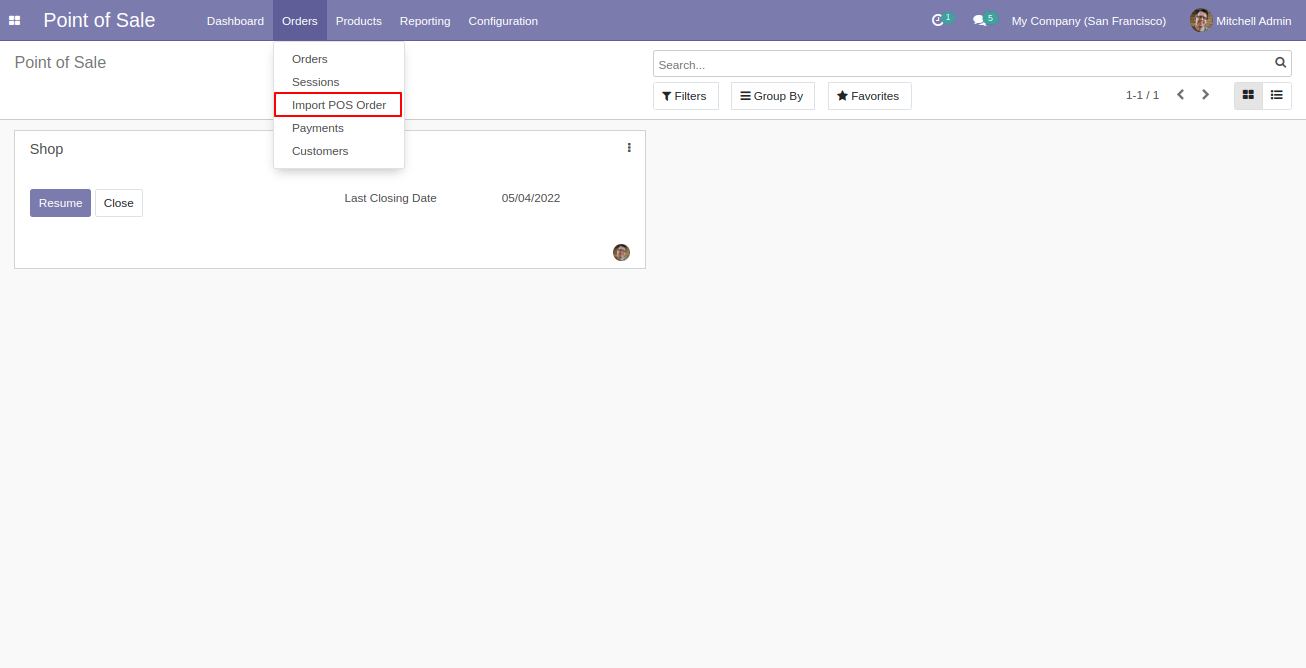 Point of Sale Dashboard Orders Products Reporting Configuration 1 5 My Company (San Francisco) Mitchell Admin
Point of Sale
Orders
Sessions
Import POS Order
Payments
Customers
Search...
Filters Group By Favorites 1-1 / 1
Shop
Resume Close Last Closing Date 05/04/2022